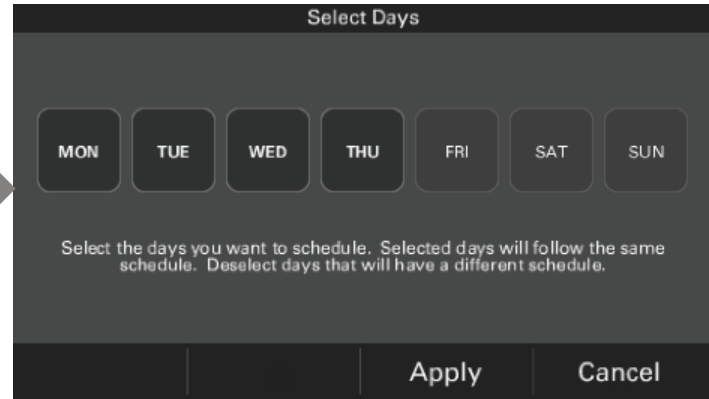 Select Days
MON TUE WED THU FRI SAT SUN
Select the days you want to schedule. Selected days will follow the same
schedule. Deselect days that will have a different schedule.
Apply Cancel